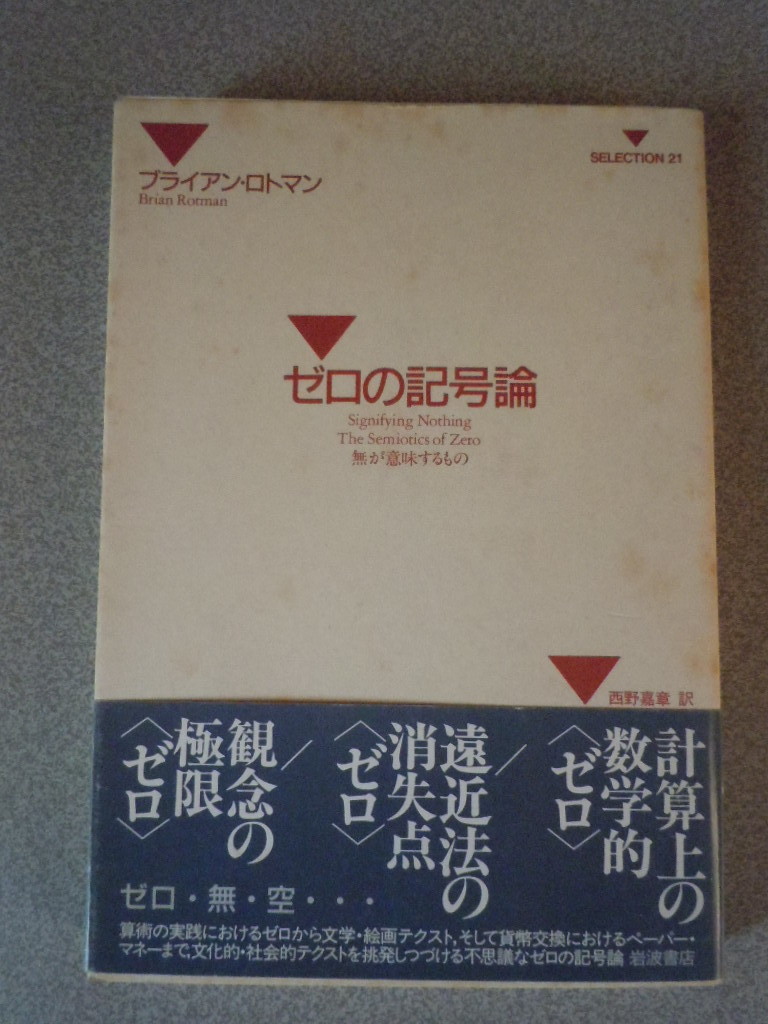 ブライアン・ロトマン
Brian Rotman
SELECTION 21
ゼロの記号論
Signifying Nothing
The Semiotics of Zero
無が意味するもの
西野嘉章 訳
計算上の
数学的
〈ゼロ〉
／
遠近法の
消失点
〈ゼロ〉
／
観念の
極限
〈ゼロ〉
ゼロ・無・空・・・
算術の実践におけるゼロから文学・絵画テクスト,そして貨幣交換におけるペーパー・
マネーまで,文化的・社会的テクストを挑発しつづける不思議なゼロの記号論 岩波書店